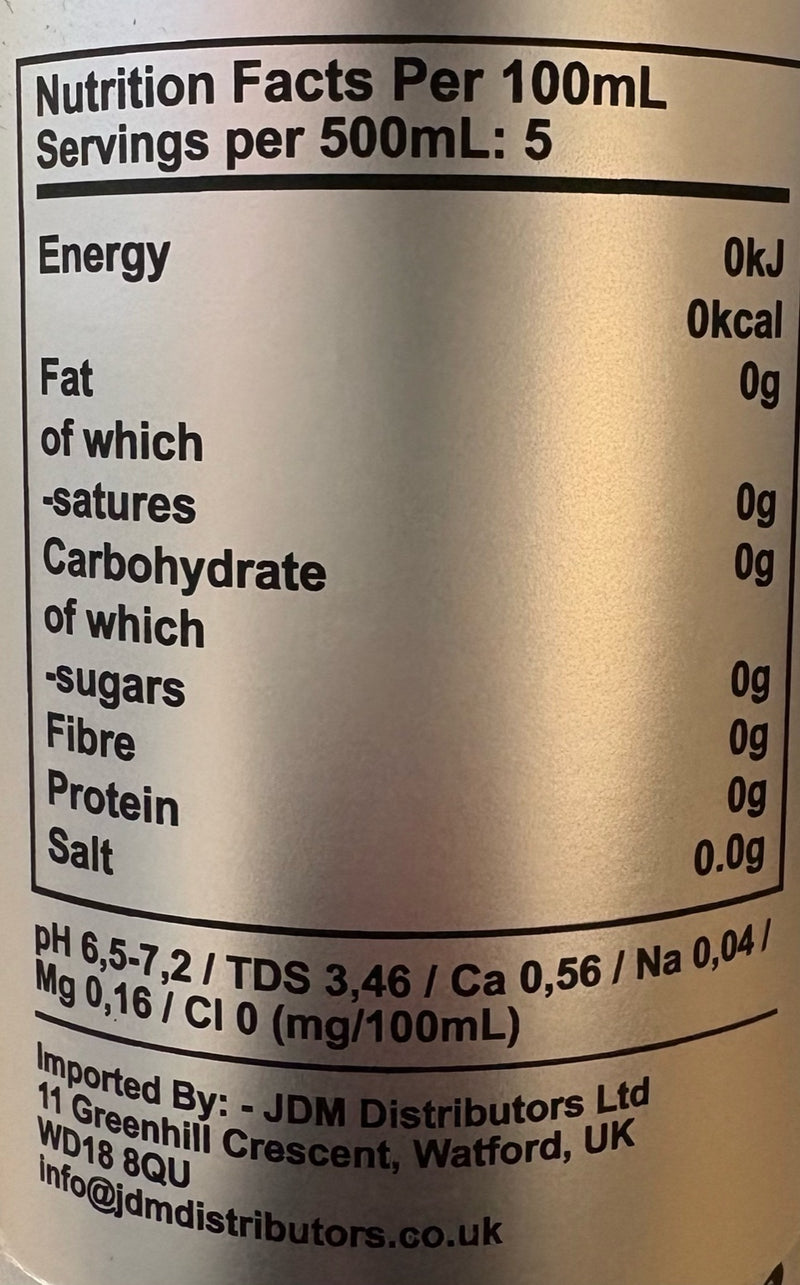 Nutrition Facts Per 100mL
Servings per 500mL: 5
Energy 0kJ
0kcal
Fat 0g
of which
-satures 0g
Carbohydrate 0g
of which
-sugars 0g
Fibre 0g
Protein 0g
Salt 0.0g
pH 6,5-7,2 / TDS 3,46 / Ca 0,56 / Na 0,04 /
Mg 0,16 / Cl 0 (mg/100mL)
Imported By: - JDM Distributors Ltd
11 Greenhill Crescent, Watford, UK
WD18 8QU
info@jdmdistributors.co.uk